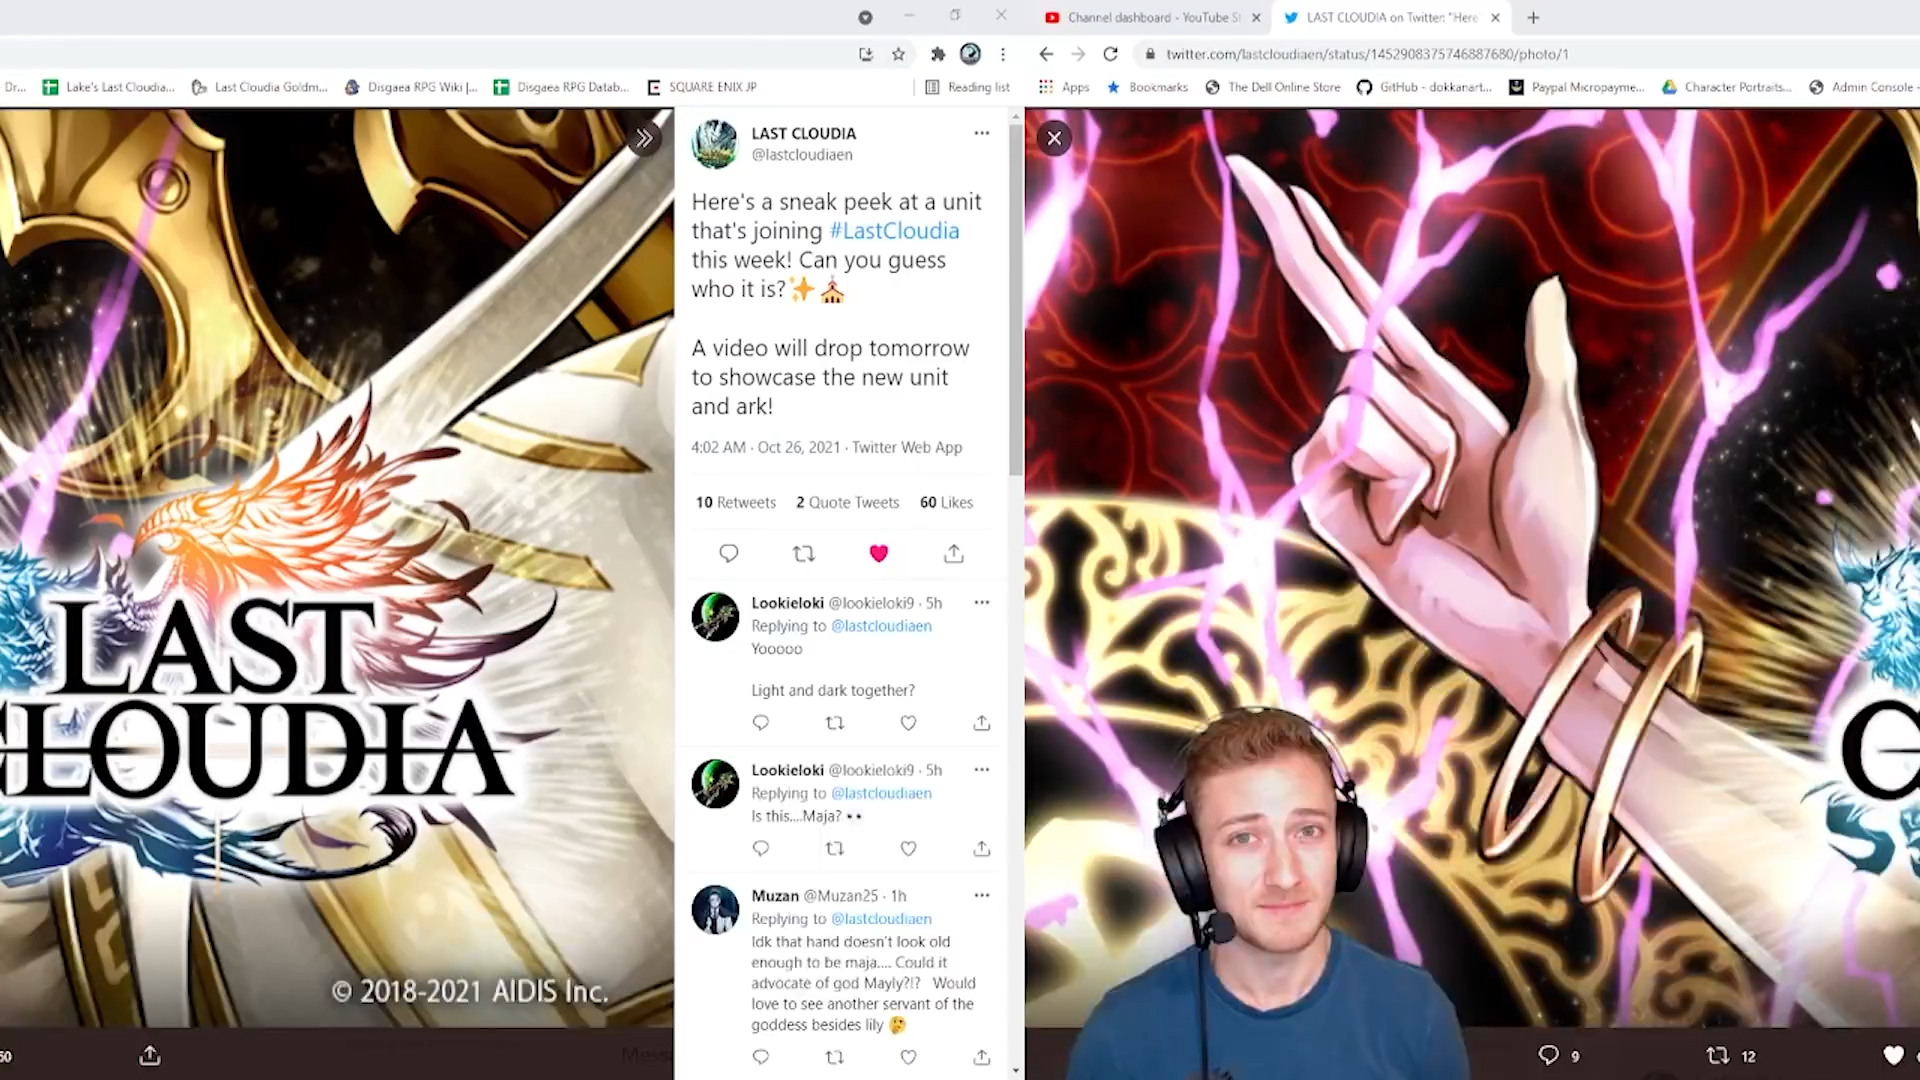 Channel dashboard - YouTube St
LAST CLOUDIA on Twitter: "Here
twitter.com/lastcloudiaen/status/1452908375746887680/photo/1
Dr...
Lake's Last Cloudia...
Last Cloudia Goldm...
Disgaea RPG Wiki |...
Disgaea RPG Datab...
SQUARE ENIX JP
Reading list
Apps
Bookmarks
The Dell Online Store
GitHub - dokkanart...
Paypal Micropayme...
Character Portraits...
Admin Console -
LAST CLOUDIA
@lastcloudiaen
Here's a sneak peek at a unit
that's joining #LastCloudia
this week! Can you guess
who it is?✨⛪
A video will drop tomorrow
to showcase the new unit
and ark!
4:02 AM · Oct 26, 2021 · Twitter Web App
10 Retweets 2 Quote Tweets 60 Likes
Lookieloki @lookieloki9 · 5h
Replying to @lastcloudiaen
Yooooo
Light and dark together?
Lookieloki @lookieloki9 · 5h
Replying to @lastcloudiaen
Is this....Maja? 👀
Muzan @Muzan25 · 1h
Replying to @lastcloudiaen
Idk that hand doesn't look old
enough to be maja.... Could it
advocate of god Mayly?!? Would
love to see another servant of the
goddess besides lily 🤔
LAST
CLOUDIA
© 2018-2021 AIDIS Inc.
9
12